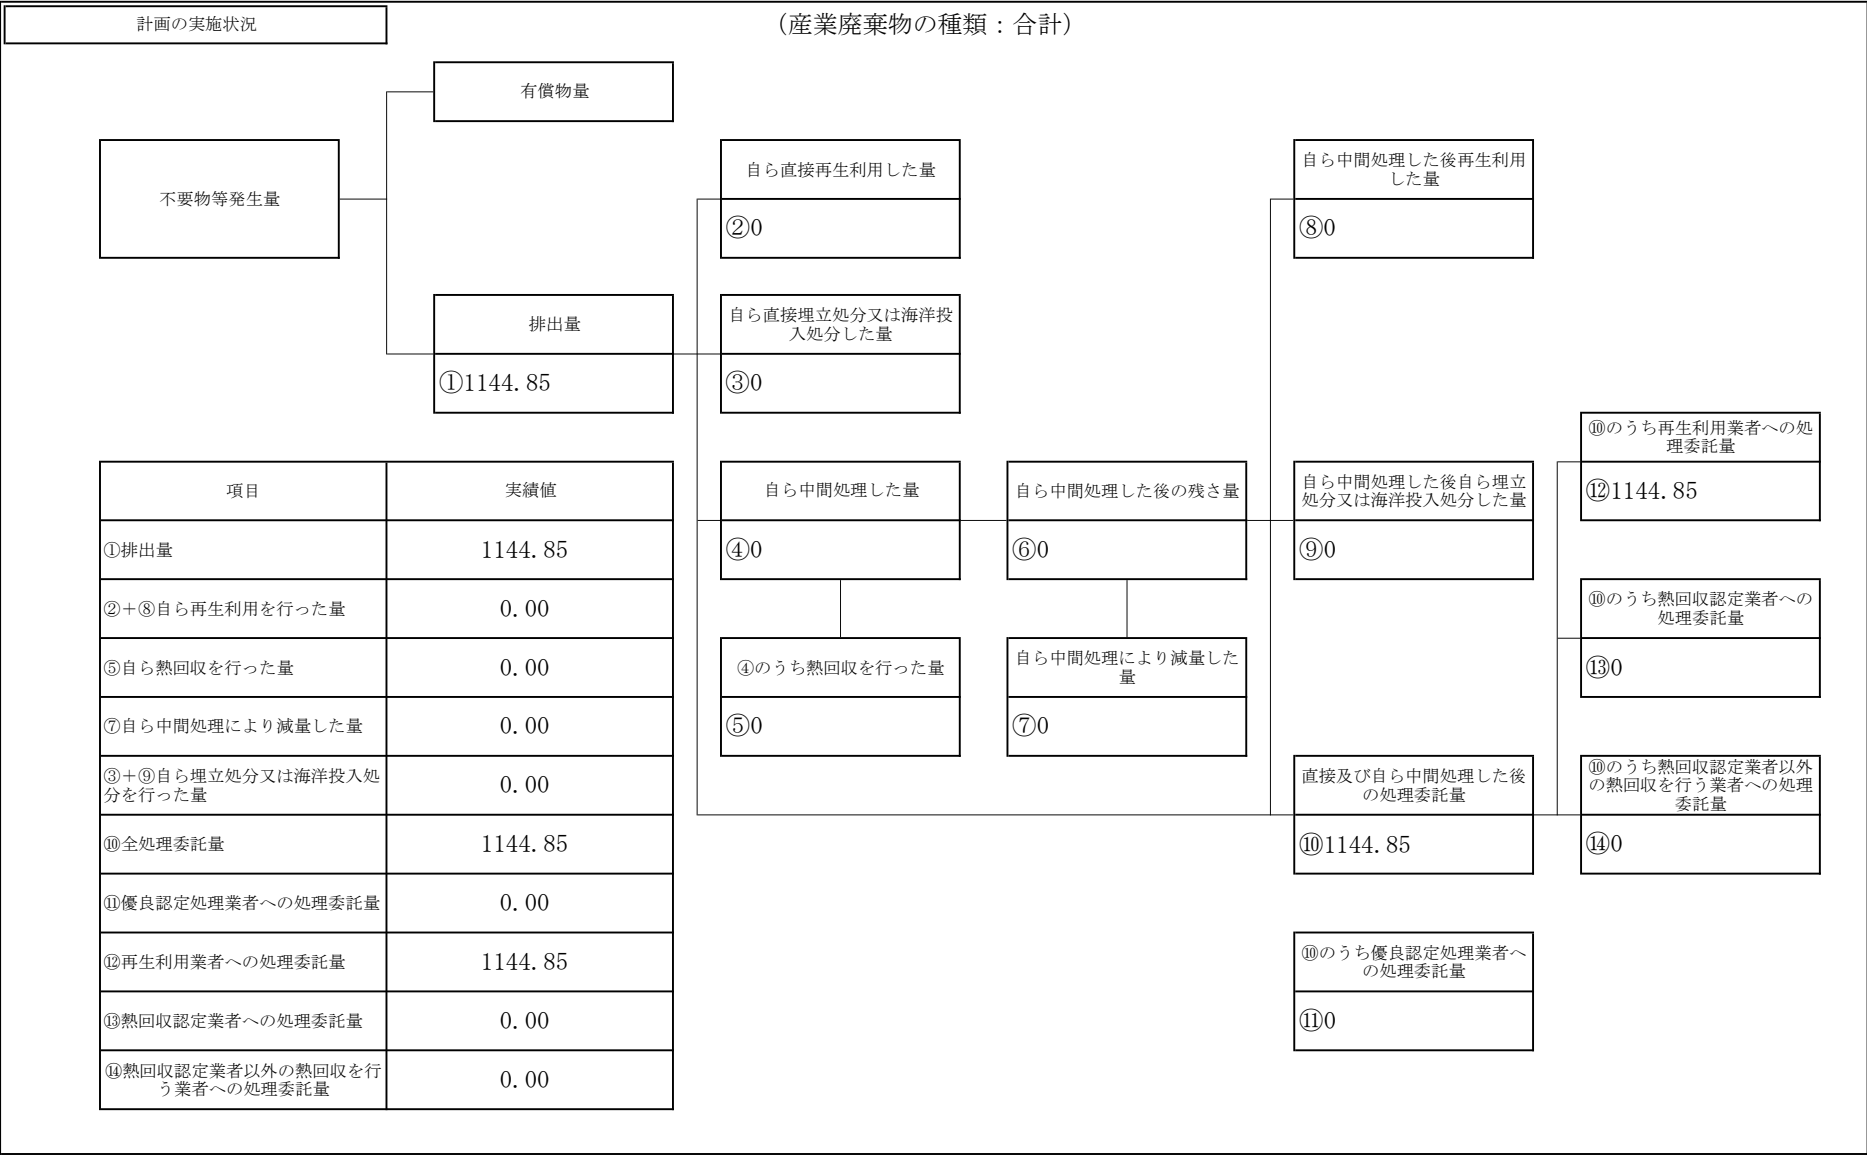 計画の実施状況
（産業廃棄物の種類：合計）
有償物量
不要物等発生量
排出量
①1144.85
自ら直接再生利用した量
②0
自ら直接埋立処分又は海洋投
入処分した量
③0
自ら中間処理した量
④0
④のうち熱回収を行った量
⑤0
自ら中間処理した後の残さ量
⑥0
自ら中間処理により減量した
量
⑦0
自ら中間処理した後再生利用
した量
⑧0
自ら中間処理した後自ら埋立
処分又は海洋投入処分した量
⑨0
直接及び自ら中間処理した後
の処理委託量
⑩1144.85
⑩のうち優良認定処理業者へ
の処理委託量
⑪0
⑩のうち再生利用業者への処
理委託量
⑫1144.85
⑩のうち熱回収認定業者への
処理委託量
⑬0
⑩のうち熱回収認定業者以外
の熱回収を行う業者への処理
委託量
⑭0
項目 実績値
①排出量 1144.85
②＋⑧自ら再生利用を行った量 0.00
⑤自ら熱回収を行った量 0.00
⑦自ら中間処理により減量した量 0.00
③＋⑨自ら埋立処分又は海洋投入処
分を行った量 0.00
⑩全処理委託量 1144.85
⑪優良認定処理業者への処理委託量 0.00
⑫再生利用業者への処理委託量 1144.85
⑬熱回収認定業者への処理委託量 0.00
⑭熱回収認定業者以外の熱回収を行
う業者への処理委託量 0.00